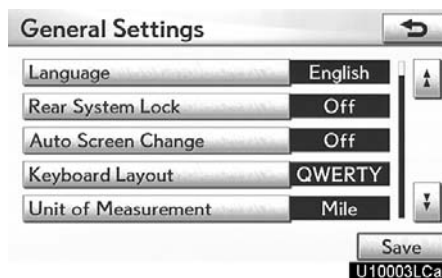 General Settings
Language English
Rear System Lock Off
Auto Screen Change Off
Keyboard Layout QWERTY
Unit of Measurement Mile
Save
U10003LCa